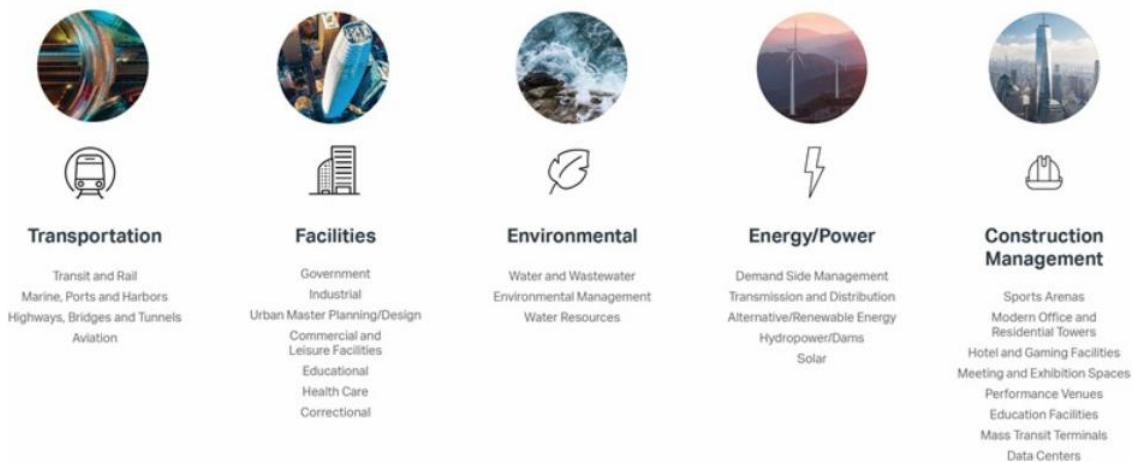 Transportation
Transit and Rail
Marine, Ports and Harbors
Highways, Bridges and Tunnels
Aviation
Facilities
Government
Industrial
Urban Master Planning/Design
Commercial and
Leisure Facilities
Educational
Health Care
Correctional
Environmental
Water and Wastewater
Environmental Management
Water Resources
Energy/Power
Demand Side Management
Transmission and Distribution
Alternative/Renewable Energy
Hydropower/Dams
Solar
Construction
Management
Sports Arenas
Modern Office and
Residential Towers
Hotel and Gaming Facilities
Meeting and Exhibition Spaces
Performance Venues
Education Facilities
Mass Transit Terminals
Data Centers